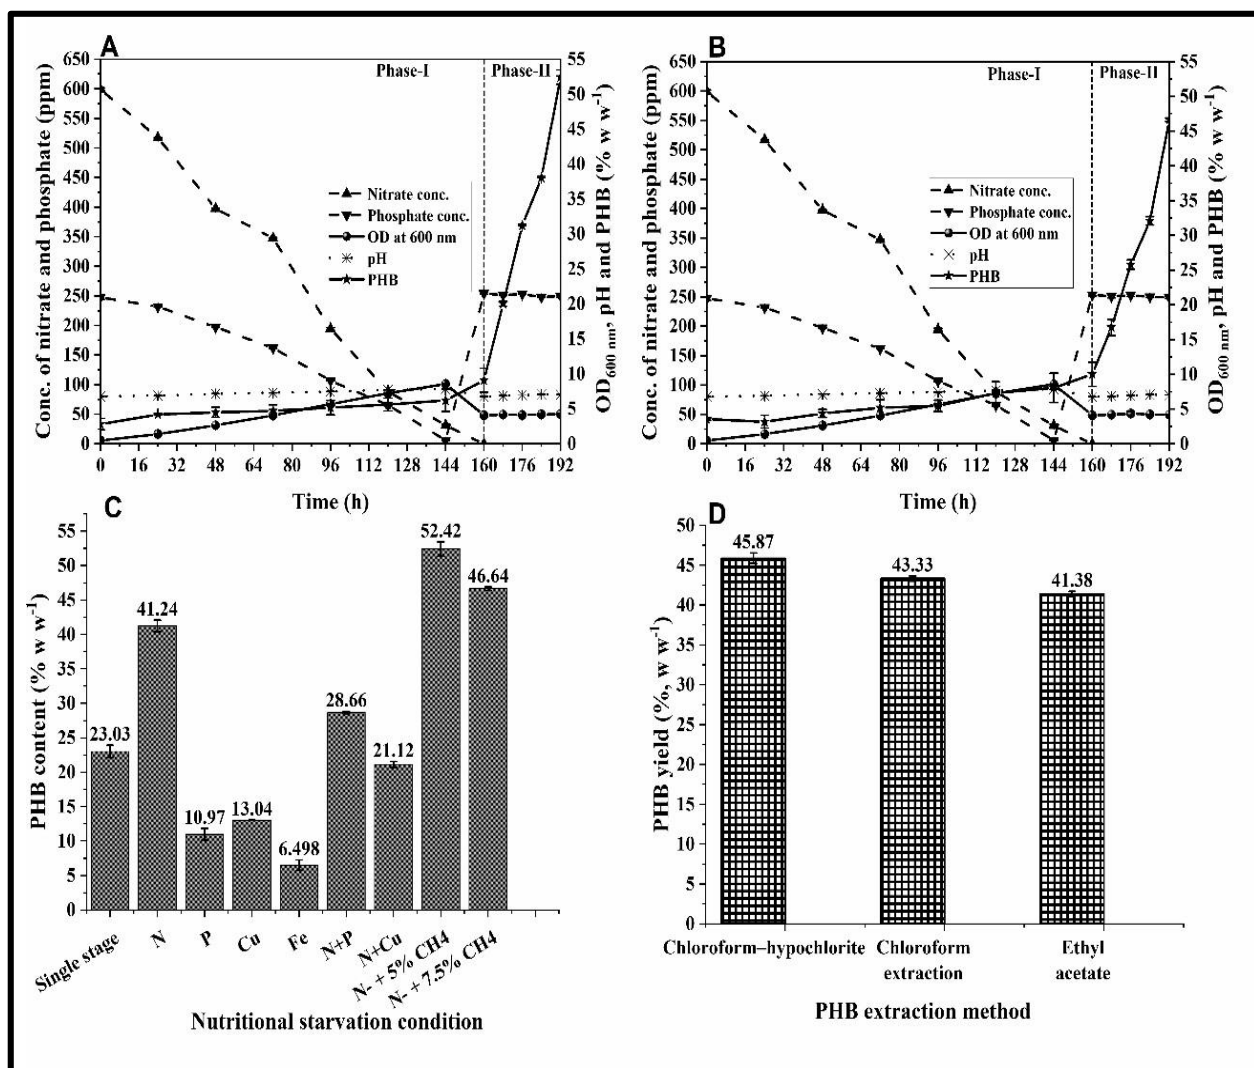 A
Phase-I
Phase-II
Conc. of nitrate and phosphate (ppm)
650
600
550
500
450
400
350
300
250
200
150
100
50
0
Nitrate conc.
Phosphate conc.
OD at 600 nm
pH
PHB
55
50
45
40
35
30
25
20
15
10
5
0
OD600 nm, pH and PHB (% w w-1)
0 16 32 48 64 80 96 112 128 144 160 176 192
Time (h)
B
Phase-I
Phase-II
Conc. of nitrate and phosphate (ppm)
650
600
550
500
450
400
350
300
250
200
150
100
50
0
Nitrate conc.
Phosphate conc.
OD at 600 nm
pH
PHB
55
50
45
40
35
30
25
20
15
10
5
0
OD600 nm, pH and PHB (% w w-1)
0 16 32 48 64 80 96 112 128 144 160 176 192
Time (h)
C
PHB content (% w w-1)
55
50
45
40
35
30
25
20
15
10
5
0
23.03
41.24
10.97
13.04
6.498
28.66
21.12
52.42
46.64
Single stage
N
P
Cu
Fe
N+P
N+Cu
N- + 5% CH4
N- + 7.5% CH4
Nutritional starvation condition
D
PHB yield (%, w w-1)
50
45
40
35
30
25
20
15
10
5
0
45.87
43.33
41.38
Chloroform–hypochlorite
Chloroform
extraction
Ethyl
acetate
PHB extraction method